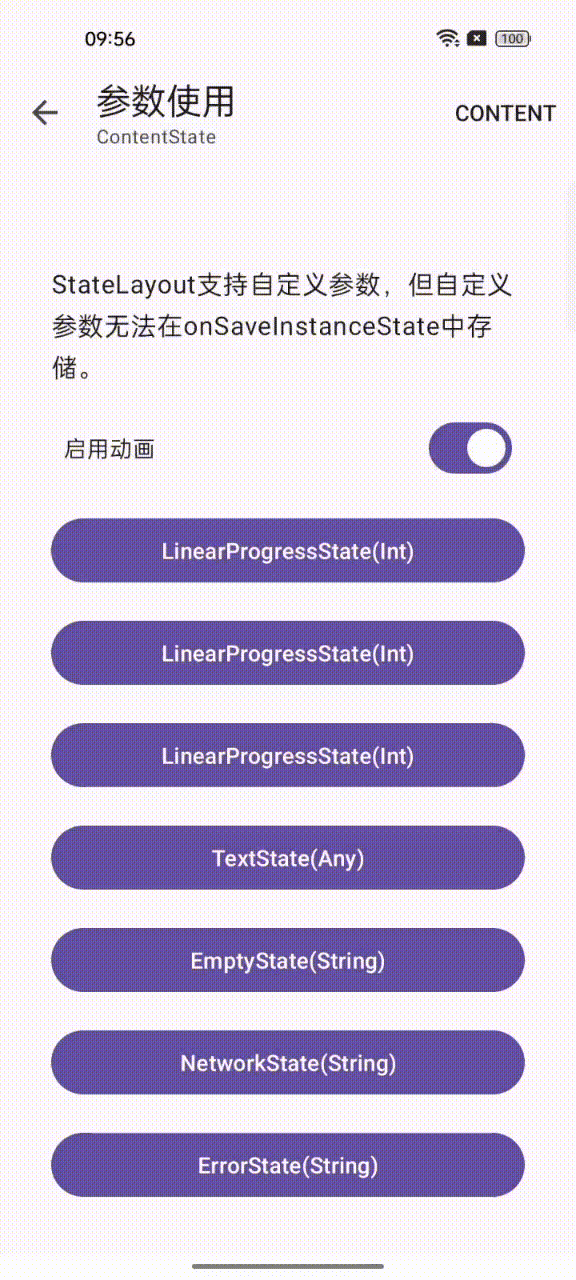 09:56
100
参数使用
ContentState
CONTENT
StateLayout支持自定义参数，但自定义
参数无法在onSaveInstanceState中存
储。
启用动画
LinearProgressState(Int)
LinearProgressState(Int)
LinearProgressState(Int)
TextState(Any)
EmptyState(String)
NetworkState(String)
ErrorState(String)